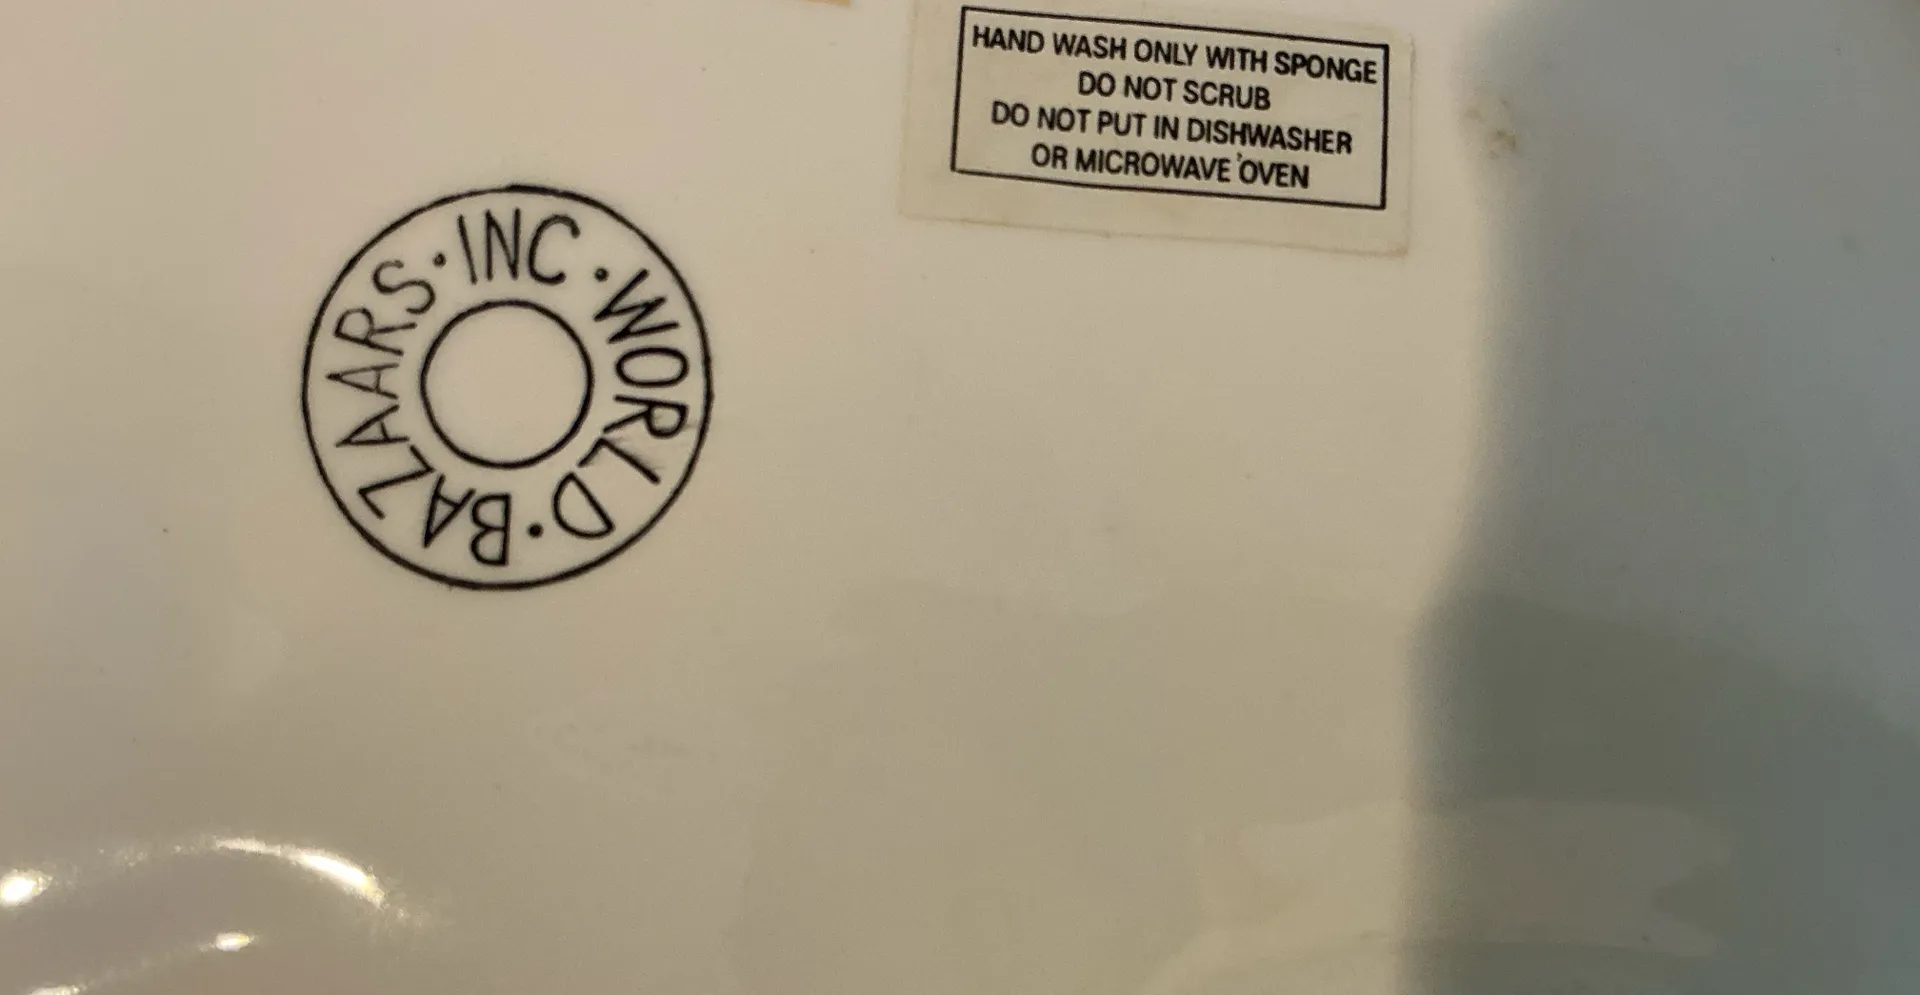 WORLD · BAZAARS · INC ·
HAND WASH ONLY WITH SPONGE
DO NOT SCRUB
DO NOT PUT IN DISHWASHER
OR MICROWAVE OVEN